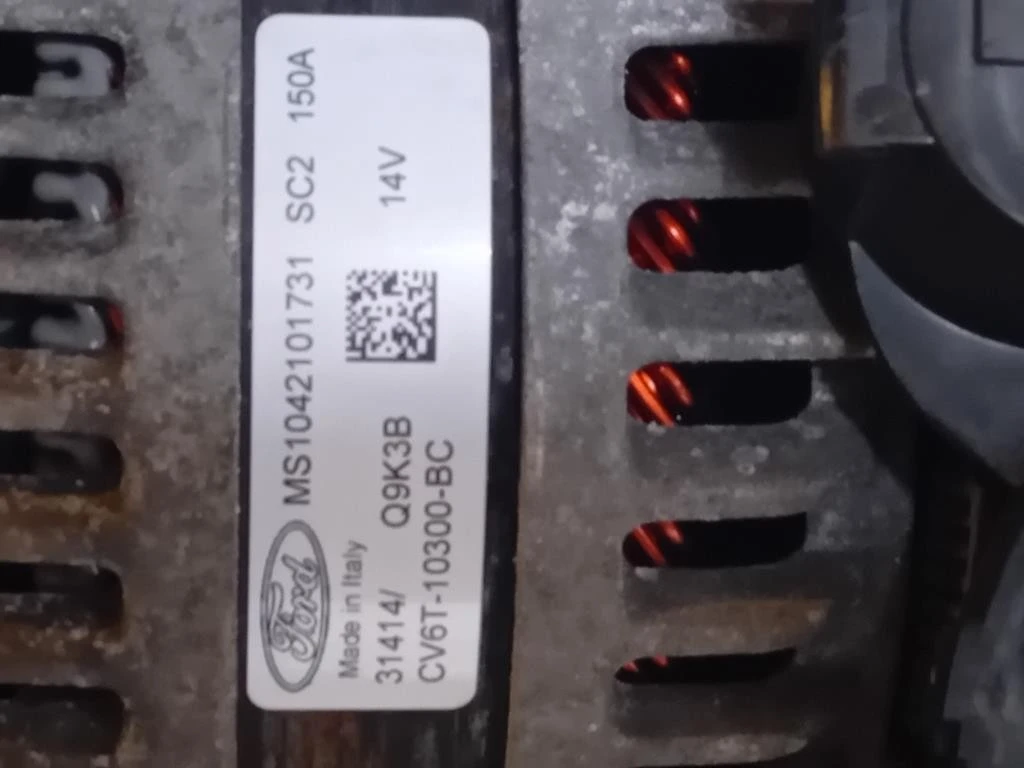 Ford MS1042101731 SC2 150A
Made in Italy
31414/ Q9K3B 14V
CV6T-10300-BC